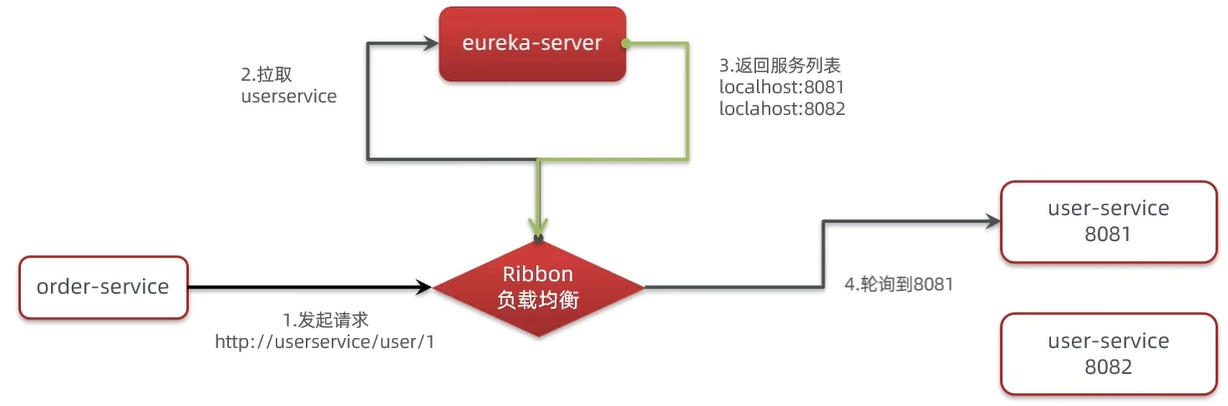 eureka-server
2.拉取
userservice
3.返回服务列表
localhost:8081
loclahost:8082
user-service
8081
order-service
Ribbon
负载均衡
4.轮询到8081
1.发起请求
http://userservice/user/1
user-service
8082